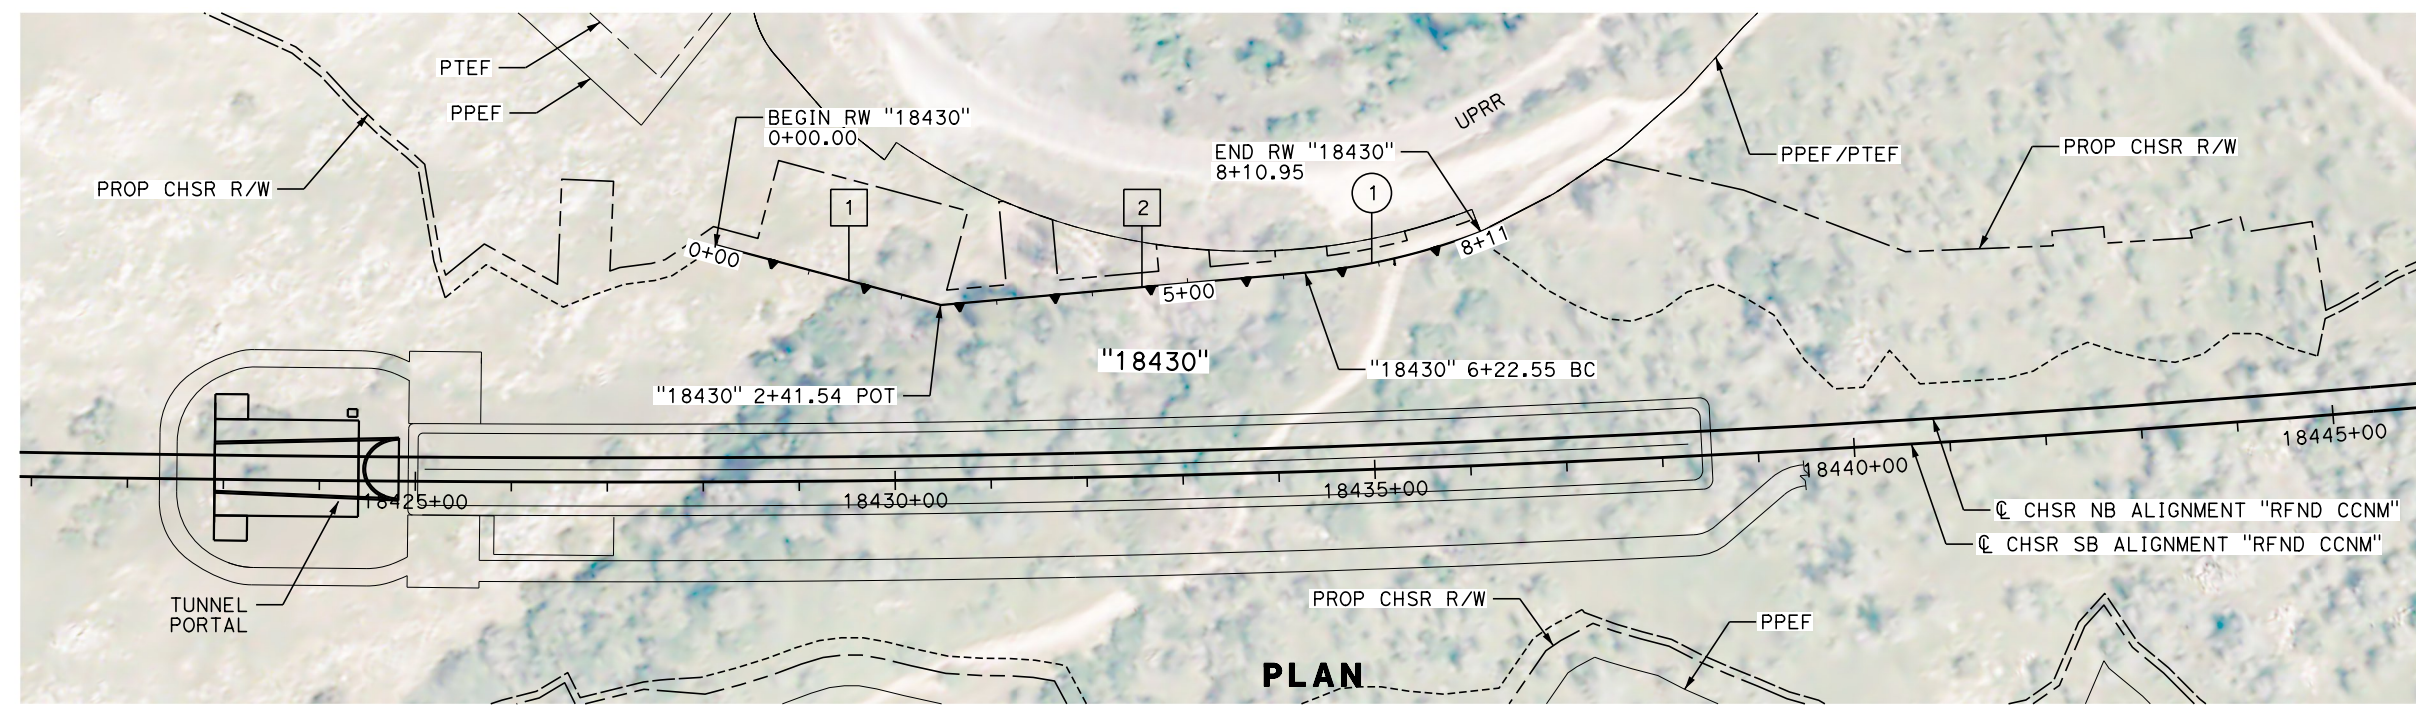 PTEF
PPEF
PROP CHSR R/W
BEGIN RW "18430"
0+00.00
UPRR
END RW "18430"
8+10.95
PPEF/PTEF
PROP CHSR R/W
1
2
1
0+00
8+11
5+00
"18430"
"18430" 6+22.55 BC
"18430" 2+41.54 POT
18425+00
18430+00
18435+00
18440+00
18445+00
℄ CHSR NB ALIGNMENT "RFND CCNM"
℄ CHSR SB ALIGNMENT "RFND CCNM"
TUNNEL
PORTAL
PROP CHSR R/W
PPEF
PLAN